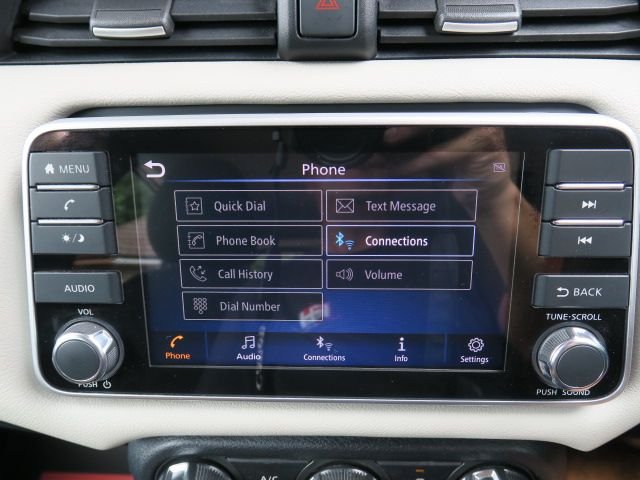 Phone
MENU
Quick Dial
Text Message
Phone Book
Connections
Call History
Volume
AUDIO
BACK
Dial Number
VOL
TUNE·SCROLL
Phone
Audio
Connections
Info
Settings
PUSH
PUSH SOUND
A/C